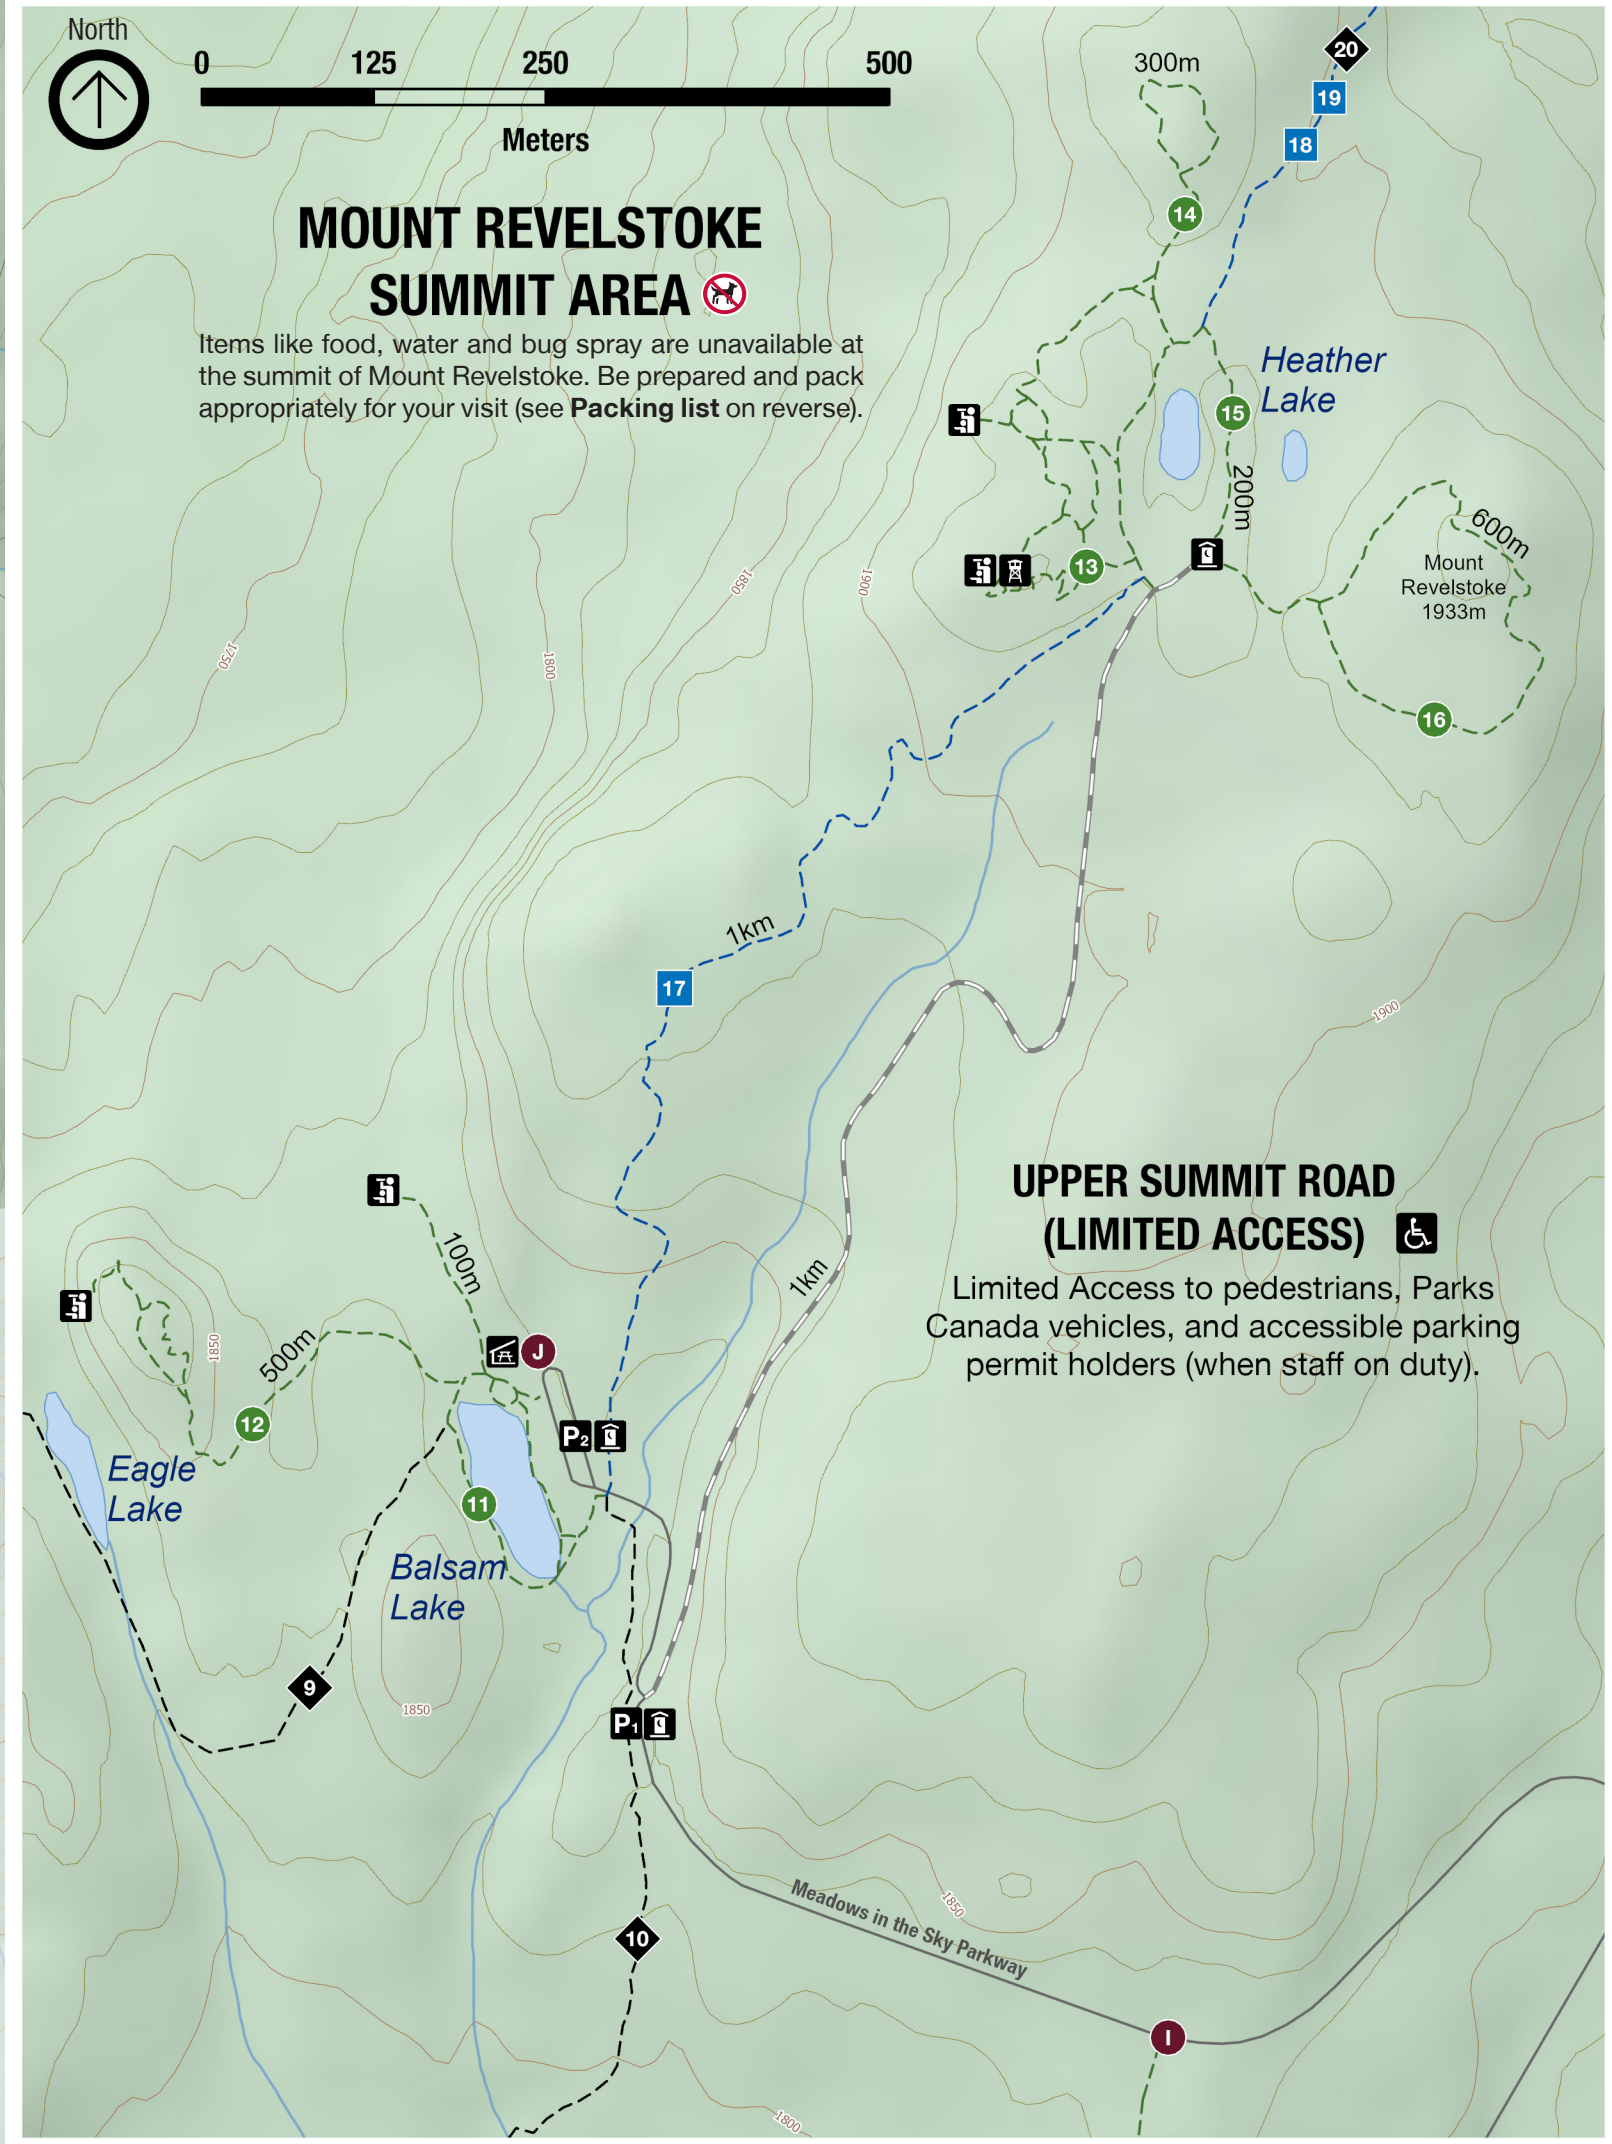 North
0 125 250 500
Meters
MOUNT REVELSTOKE
SUMMIT AREA
Items like food, water and bug spray are unavailable at
the summit of Mount Revelstoke. Be prepared and pack
appropriately for your visit (see Packing list on reverse).
300m
20
19
18
14
Heather
Lake
15
200m
600m
Mount
Revelstoke
1933m
13
16
1750
1800
1850
1900
1km
17
1900
UPPER SUMMIT ROAD
(LIMITED ACCESS)
Limited Access to pedestrians, Parks
Canada vehicles, and accessible parking
permit holders (when staff on duty).
1km
100m
1850
500m
J
12
P2
Eagle
Lake
11
Balsam
Lake
9
1850
P1
Meadows in the Sky Parkway
1850
10
I
1800